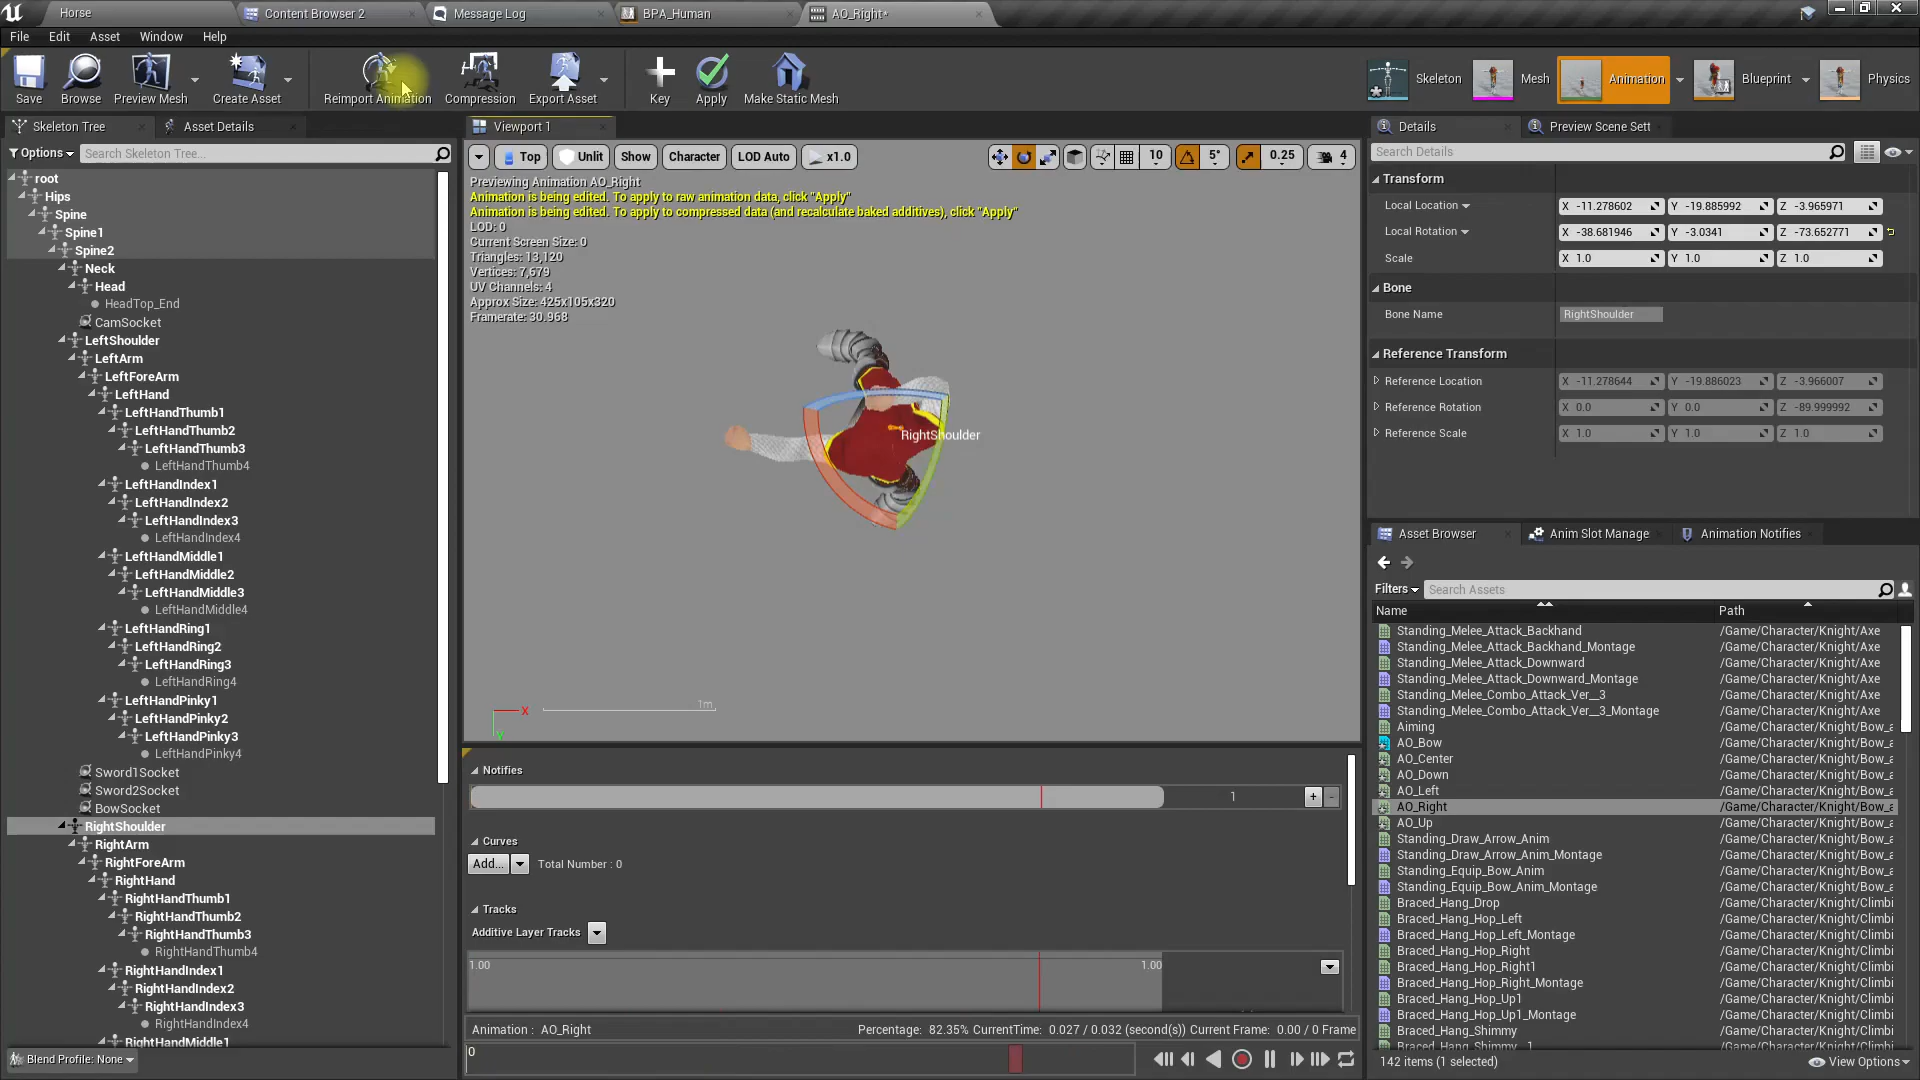 Horse
Content Browser 2
Message Log
BPA_Human
AO_Right*
File
Edit
Asset
Window
Help
Save
Browse
Preview Mesh
Create Asset
Reimport Animation
Compression
Export Asset
Key
Apply
Make Static Mesh
Skeleton
Mesh
Animation
Blueprint
Physics
Skeleton Tree
Asset Details
Options
Search Skeleton Tree...
root
Hips
Spine
Spine1
Spine2
Neck
Head
HeadTop_End
CamSocket
LeftShoulder
LeftArm
LeftForeArm
LeftHand
LeftHandThumb1
LeftHandThumb2
LeftHandThumb3
LeftHandThumb4
LeftHandIndex1
LeftHandIndex2
LeftHandIndex3
LeftHandIndex4
LeftHandMiddle1
LeftHandMiddle2
LeftHandMiddle3
LeftHandMiddle4
LeftHandRing1
LeftHandRing2
LeftHandRing3
LeftHandRing4
LeftHandPinky1
LeftHandPinky2
LeftHandPinky3
LeftHandPinky4
Sword1Socket
Sword2Socket
BowSocket
RightShoulder
RightArm
RightForeArm
RightHand
RightHandThumb1
RightHandThumb2
RightHandThumb3
RightHandThumb4
RightHandIndex1
RightHandIndex2
RightHandIndex3
RightHandIndex4
RightHandMiddle1
Blend Profile: None
Viewport 1
Top
Unlit
Show
Character
LOD Auto
x1.0
10
5°
0.25
4
Previewing Animation AO_Right
Animation is being edited. To apply to raw animation data, click "Apply"
Animation is being edited. To apply to compressed data (and recalculate baked additives), click "Apply"
LOD: 0
Current Screen Size: 0
Triangles: 13,120
Vertices: 7,679
UV Channels: 4
Approx Size: 425x105x320
Framerate: 30.968
RightShoulder
X
Y
1m
Notifies
1
+
-
Curves
Add...
Total Number : 0
Tracks
Additive Layer Tracks
1.00
1.00
Animation : AO_Right
Percentage: 82.35% CurrentTime: 0.027 / 0.032 (second(s)) Current Frame: 0.00 / 0 Frame
0
Details
Preview Scene Sett
Search Details
Transform
Local Location
X -11.278602
Y -19.885992
Z -3.965971
Local Rotation
X -38.681946
Y -3.0341
Z -73.652771
Scale
X 1.0
Y 1.0
Z 1.0
Bone
Bone Name
RightShoulder
Reference Transform
Reference Location
X -11.278644
Y -19.886023
Z -3.966007
Reference Rotation
X 0.0
Y 0.0
Z -89.999992
Reference Scale
X 1.0
Y 1.0
Z 1.0
Asset Browser
Anim Slot Manage
Animation Notifies
Filters
Search Assets
Name
Path
Standing_Melee_Attack_Backhand /Game/Character/Knight/Axe
Standing_Melee_Attack_Backhand_Montage /Game/Character/Knight/Axe
Standing_Melee_Attack_Downward /Game/Character/Knight/Axe
Standing_Melee_Attack_Downward_Montage /Game/Character/Knight/Axe
Standing_Melee_Combo_Attack_Ver__3 /Game/Character/Knight/Axe
Standing_Melee_Combo_Attack_Ver__3_Montage /Game/Character/Knight/Axe
Aiming /Game/Character/Knight/Bow_a
AO_Bow /Game/Character/Knight/Bow_a
AO_Center /Game/Character/Knight/Bow_a
AO_Down /Game/Character/Knight/Bow_a
AO_Left /Game/Character/Knight/Bow_a
AO_Right /Game/Character/Knight/Bow_a
AO_Up /Game/Character/Knight/Bow_a
Standing_Draw_Arrow_Anim /Game/Character/Knight/Bow_a
Standing_Draw_Arrow_Anim_Montage /Game/Character/Knight/Bow_a
Standing_Equip_Bow_Anim /Game/Character/Knight/Bow_a
Standing_Equip_Bow_Anim_Montage /Game/Character/Knight/Bow_a
Braced_Hang_Drop /Game/Character/Knight/Climbi
Braced_Hang_Hop_Left /Game/Character/Knight/Climbi
Braced_Hang_Hop_Left_Montage /Game/Character/Knight/Climbi
Braced_Hang_Hop_Right /Game/Character/Knight/Climbi
Braced_Hang_Hop_Right1 /Game/Character/Knight/Climbi
Braced_Hang_Hop_Right_Montage /Game/Character/Knight/Climbi
Braced_Hang_Hop_Up1 /Game/Character/Knight/Climbi
Braced_Hang_Hop_Up1_Montage /Game/Character/Knight/Climbi
Braced_Hang_Shimmy /Game/Character/Knight/Climbi
Braced_Hang_Shimmy_1 /Game/Character/Knight/Climbi
142 items (1 selected)
View Options